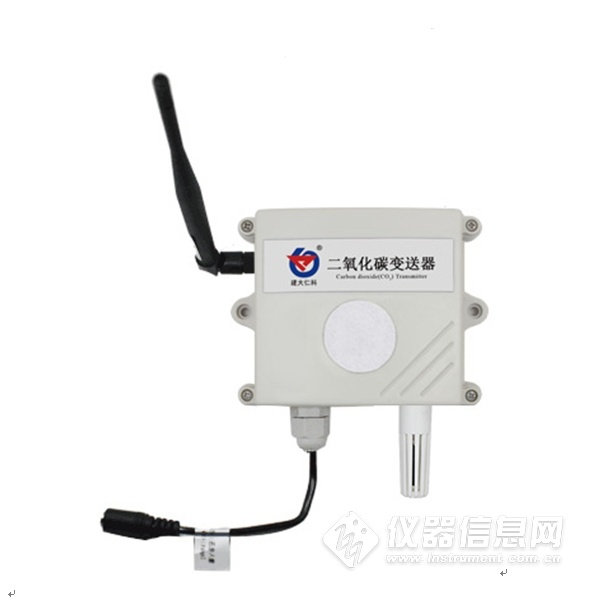 二氧化碳变送器
Carbon dioxide(CO₂) Transmitter
®
建大仁科
仪器信息网
www.instrument.com.cn